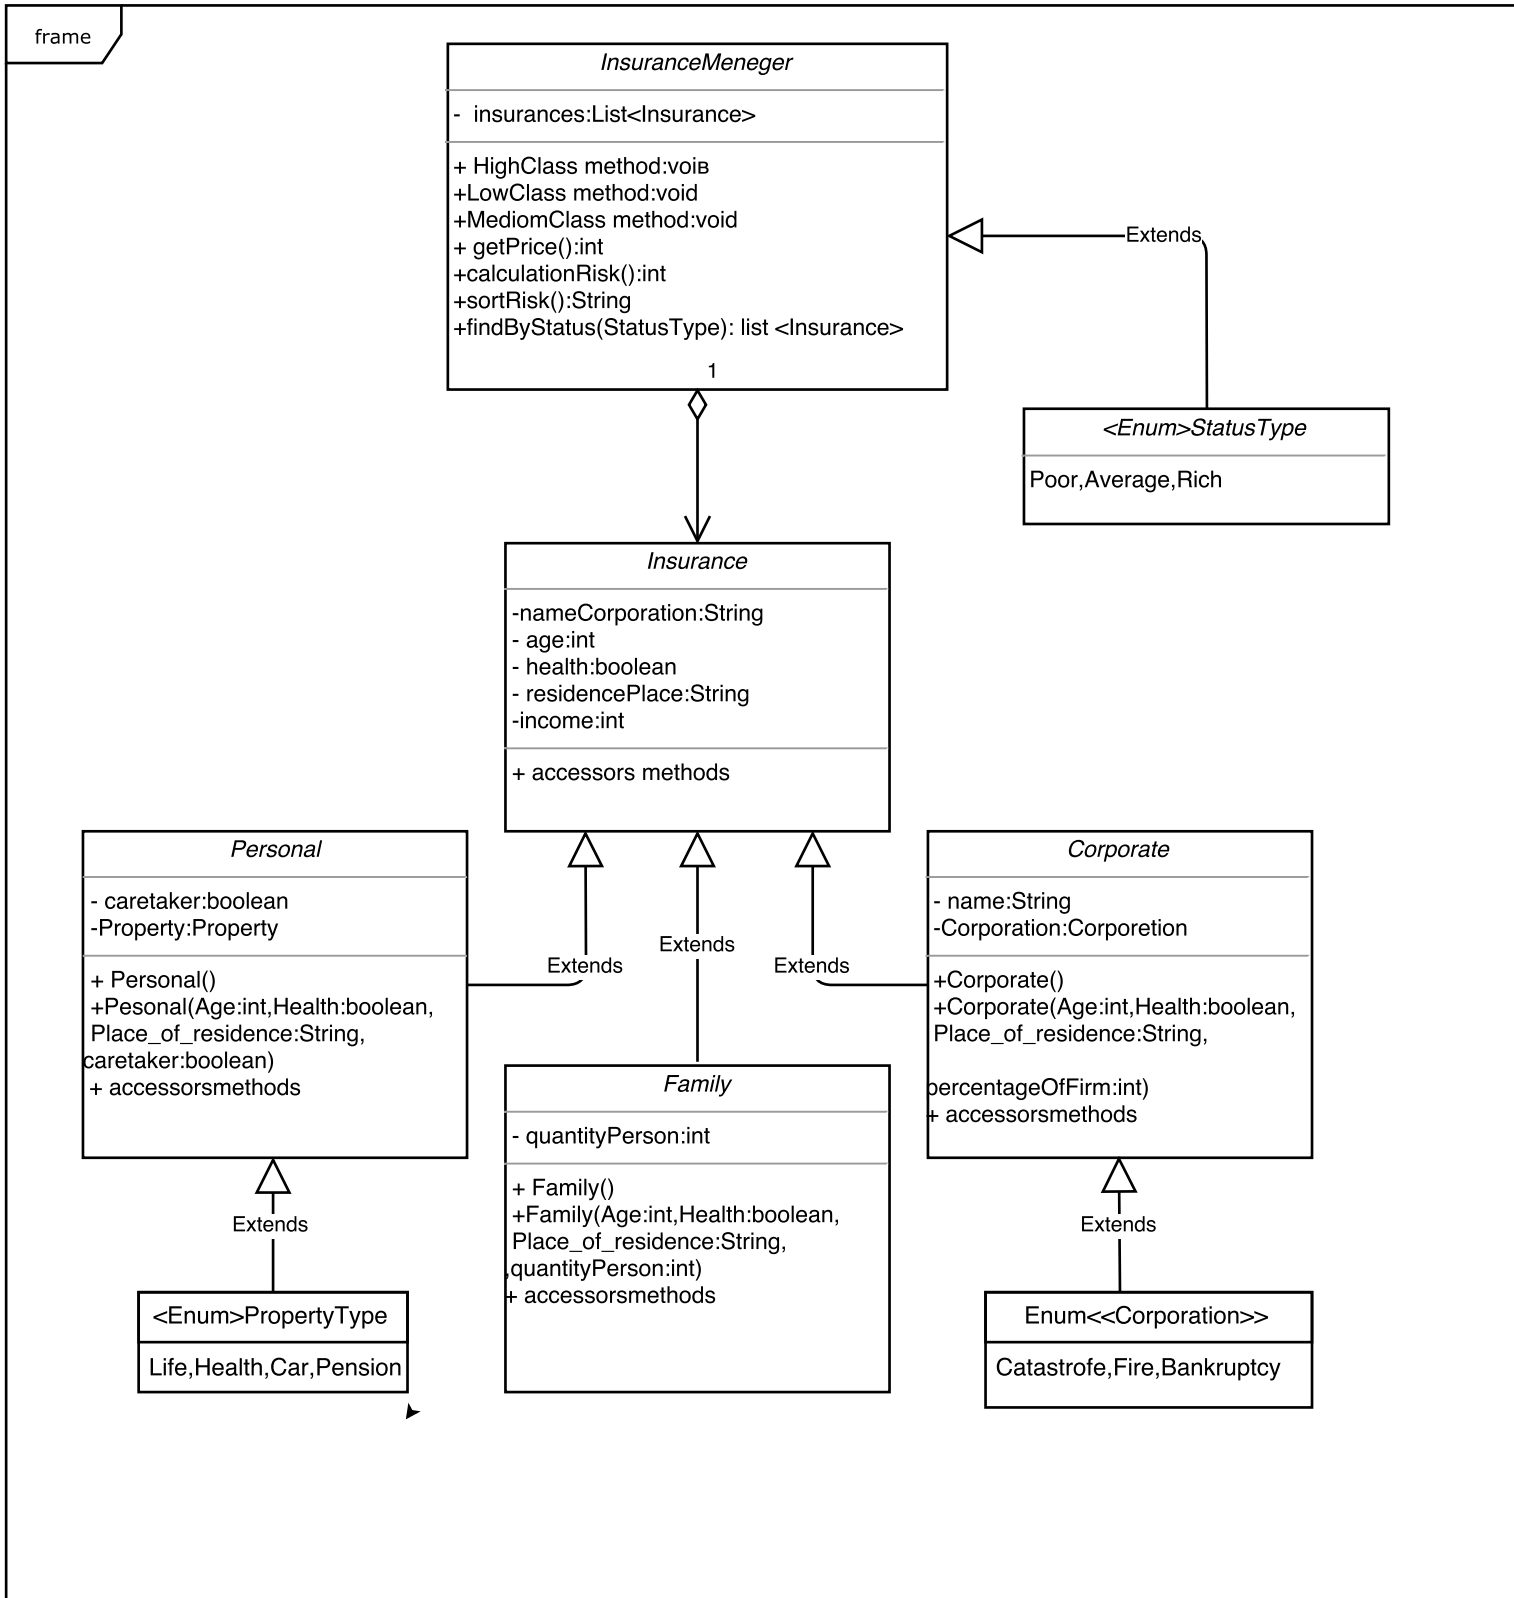 frame
InsuranceMeneger
-  insurances:List<Insurance>
+ HighClass method:voiв
+LowClass method:void
+MediomClass method:void
+ getPrice():int
+calculationRisk():int
+sortRisk():String
+findByStatus(StatusType): list <Insurance>
1
Extends
<Enum>StatusType
Poor,Average,Rich
Insurance
-nameCorporation:String
- age:int
- health:boolean
- residencePlace:String
-income:int
+ accessors methods
Personal
- caretaker:boolean
-Property:Property
+ Personal()
+Pesonal(Age:int,Health:boolean,
Place_of_residence:String,
caretaker:boolean)
+ accessorsmethods
Extends
Extends
Extends
Corporate
- name:String
-Corporation:Corporetion
+Corporate()
+Corporate(Age:int,Health:boolean,
Place_of_residence:String,
percentageOfFirm:int)
+ accessorsmethods
Family
- quantityPerson:int
+ Family()
+Family(Age:int,Health:boolean,
Place_of_residence:String,
,quantityPerson:int)
+ accessorsmethods
Extends
<Enum>PropertyType
Life,Health,Car,Pension
Extends
Enum<<Corporation>>
Catastrofe,Fire,Bankruptcy